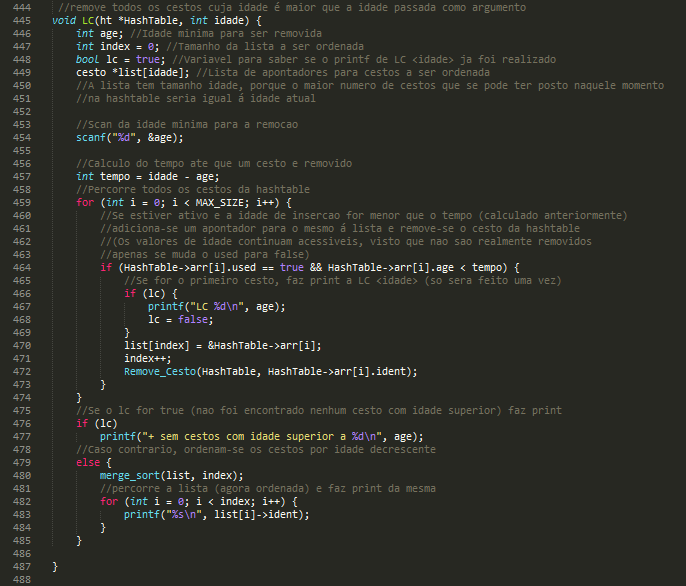 444 //remove todos os cestos cuja idade é maior que a idade passada como argumento
445 void LC(ht *HashTable, int idade) {
446 int age; //Idade minima para ser removida
447 int index = 0; //Tamanho da lista a ser ordenada
448 bool lc = true; //Variavel para saber se o printf de LC <idade> ja foi realizado
449 cesto *list[idade]; //Lista de apontadores para cestos a ser ordenada
450 //A lista tem tamanho idade, porque o maior numero de cestos que se pode ter posto naquele momento
451 //na hashtable seria igual á idade atual
452
453 //Scan da idade minima para a remocao
454 scanf("%d", &age);
455
456 //Calculo do tempo ate que um cesto e removido
457 int tempo = idade - age;
458 //Percorre todos os cestos da hashtable
459 for (int i = 0; i < MAX_SIZE; i++) {
460 //Se estiver ativo e a idade de insercao for menor que o tempo (calculado anteriormente)
461 //adiciona-se um apontador para o mesmo á lista e remove-se o cesto da hashtable
462 //(Os valores de idade continuam acessiveis, visto que nao sao realmente removidos
463 //apenas se muda o used para false)
464 if (HashTable->arr[i].used == true && HashTable->arr[i].age < tempo) {
465 //Se for o primeiro cesto, faz print a LC <idade> (so sera feito uma vez)
466 if (lc) {
467 printf("LC %d\n", age);
468 lc = false;
469 }
470 list[index] = &HashTable->arr[i];
471 index++;
472 Remove_Cesto(HashTable, HashTable->arr[i].ident);
473 }
474 }
475 //Se o lc for true (nao foi encontrado nenhum cesto com idade superior) faz print
476 if (lc)
477 printf("+ sem cestos com idade superior a %d\n", age);
478 //Caso contrario, ordenam-se os cestos por idade decrescente
479 else {
480 merge_sort(list, index);
481 //percorre a lista (agora ordenada) e faz print da mesma
482 for (int i = 0; i < index; i++) {
483 printf("%s\n", list[i]->ident);
484 }
485 }
486
487 }
488